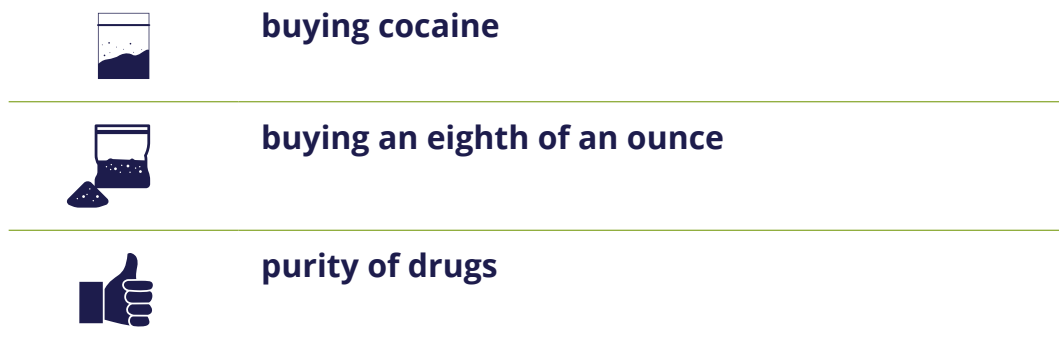 buying cocaine
buying an eighth of an ounce
purity of drugs